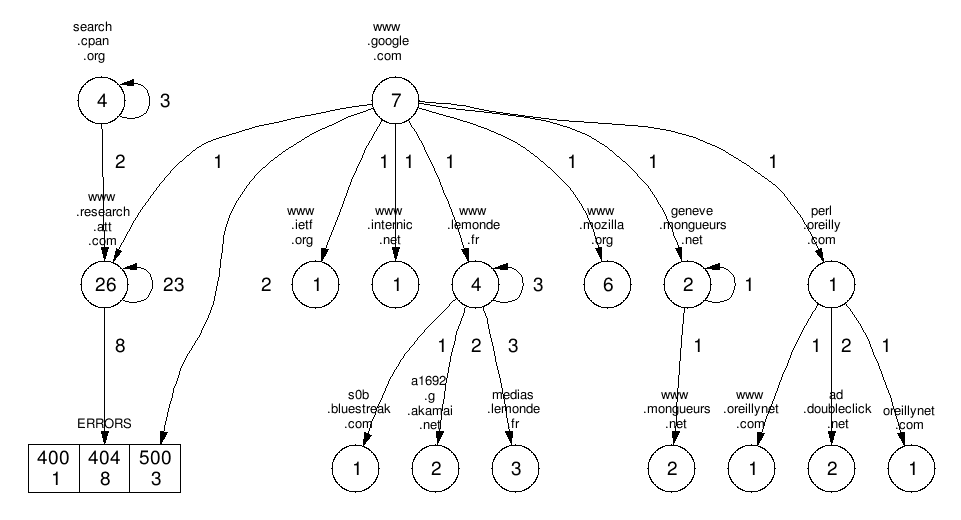 search
.cpan
.org
www
.google
.com
4
3
7
2
1
1
1
1
1
1
1
www
.research
.att
.com
www
.ietf
.org
www
.internic
.net
www
.lemonde
.fr
www
.mozilla
.org
geneve
.mongueurs
.net
perl
.oreilly
.com
26
23
2
1
1
4
3
6
2
1
1
8
1
2
3
1
1
2
1
ERRORS
s0b
.bluestreak
.com
a1692
.g
.akamai
.net
medias
.lemonde
.fr
www
.mongueurs
.net
www
.oreillynet
.com
ad
.doubleclick
.net
oreillynet
.com
400 404 500
1 8 3
1
2
3
2
1
2
1